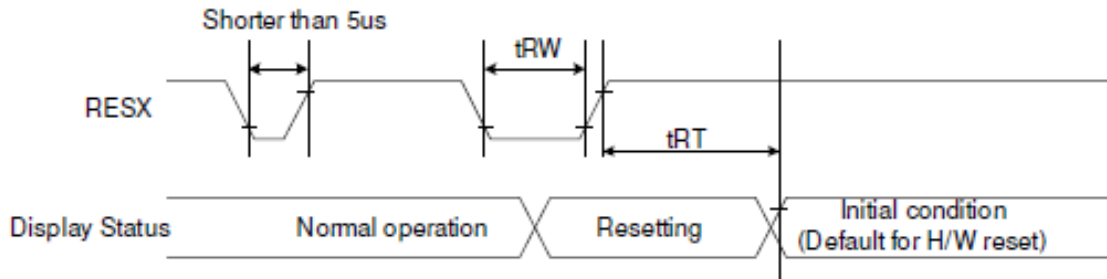 Shorter than 5us
tRW
RESX
tRT
Display Status
Normal operation
Resetting
Initial condition
(Default for H/W reset)